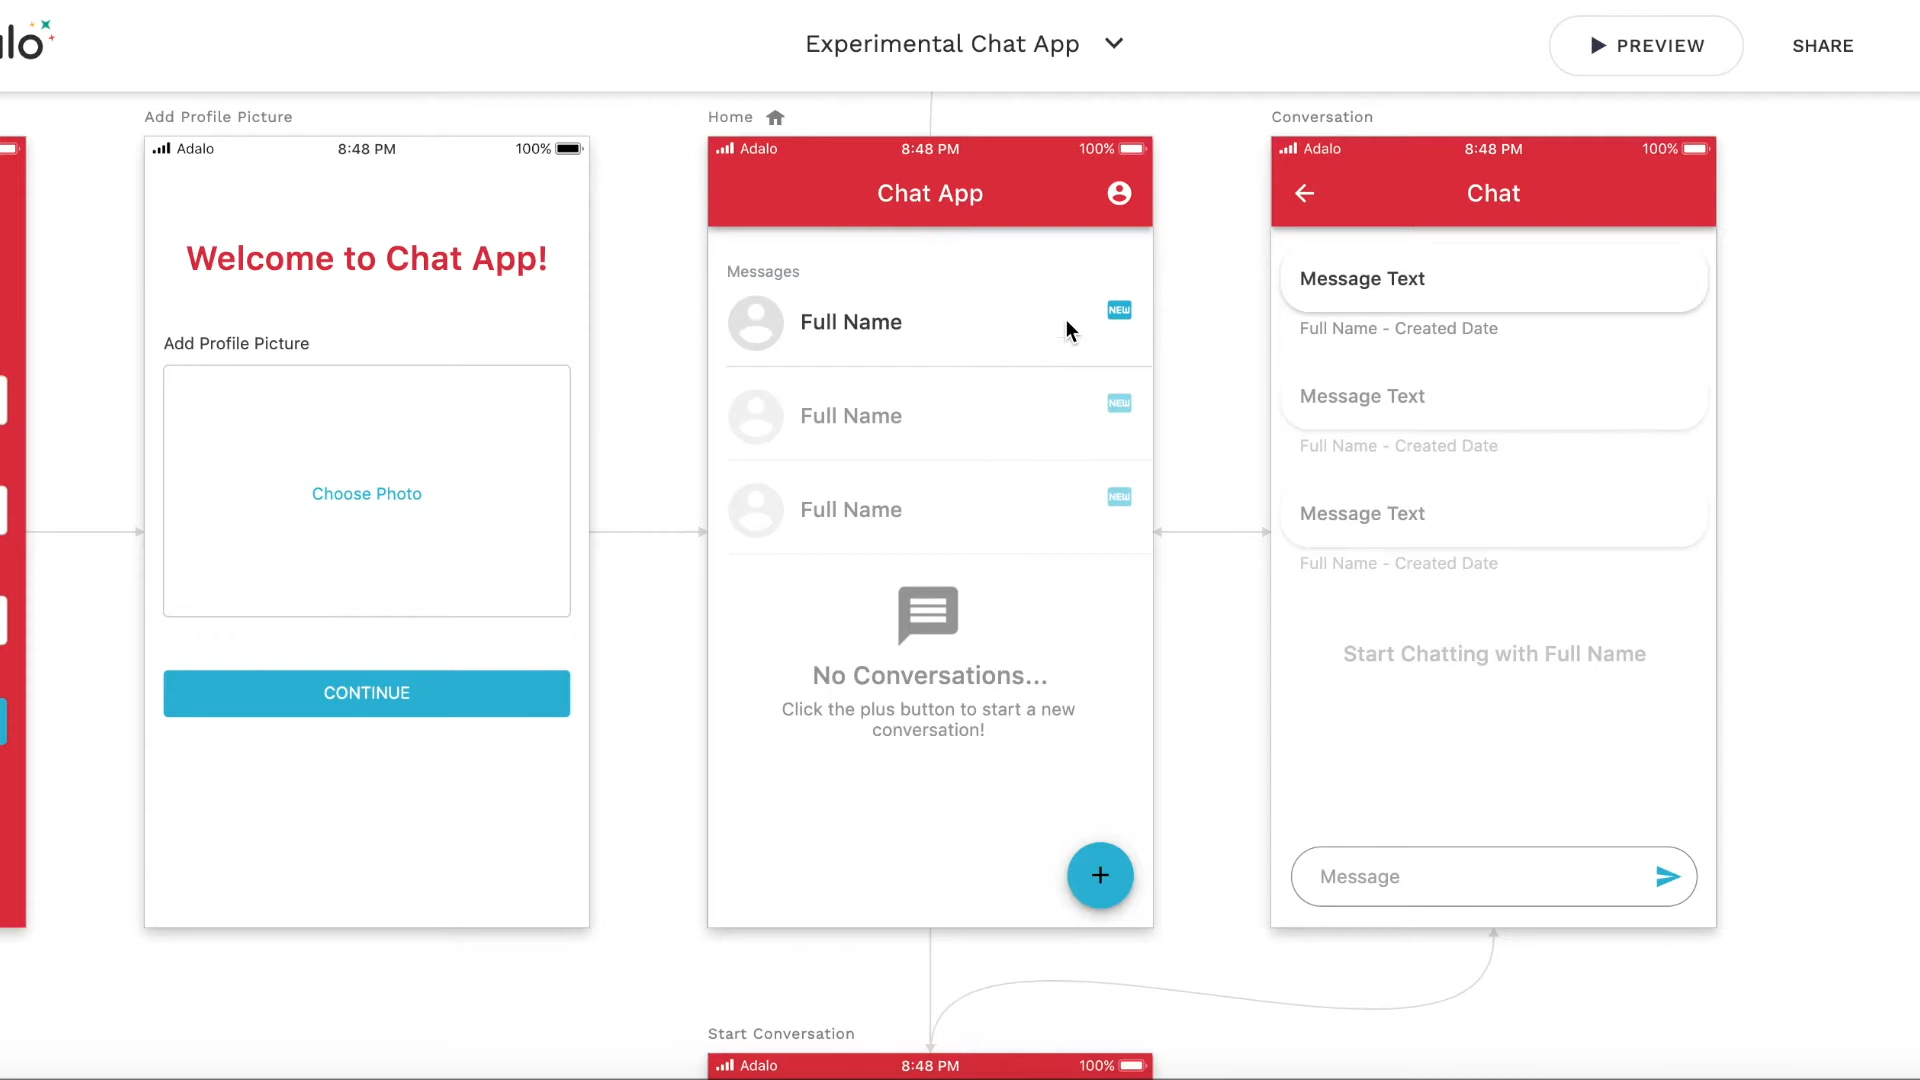 alo
Experimental Chat App
PREVIEW
SHARE
Add Profile Picture
Adalo 8:48 PM 100%
Welcome to Chat App!
Add Profile Picture
Choose Photo
CONTINUE
Home
Adalo 8:48 PM 100%
Chat App
Messages
Full Name NEW
Full Name NEW
Full Name NEW
No Conversations...
Click the plus button to start a new
conversation!
+
Conversation
Adalo 8:48 PM 100%
Chat
Message Text
Full Name - Created Date
Message Text
Full Name - Created Date
Message Text
Full Name - Created Date
Start Chatting with Full Name
Message
Start Conversation
Adalo 8:48 PM 100%